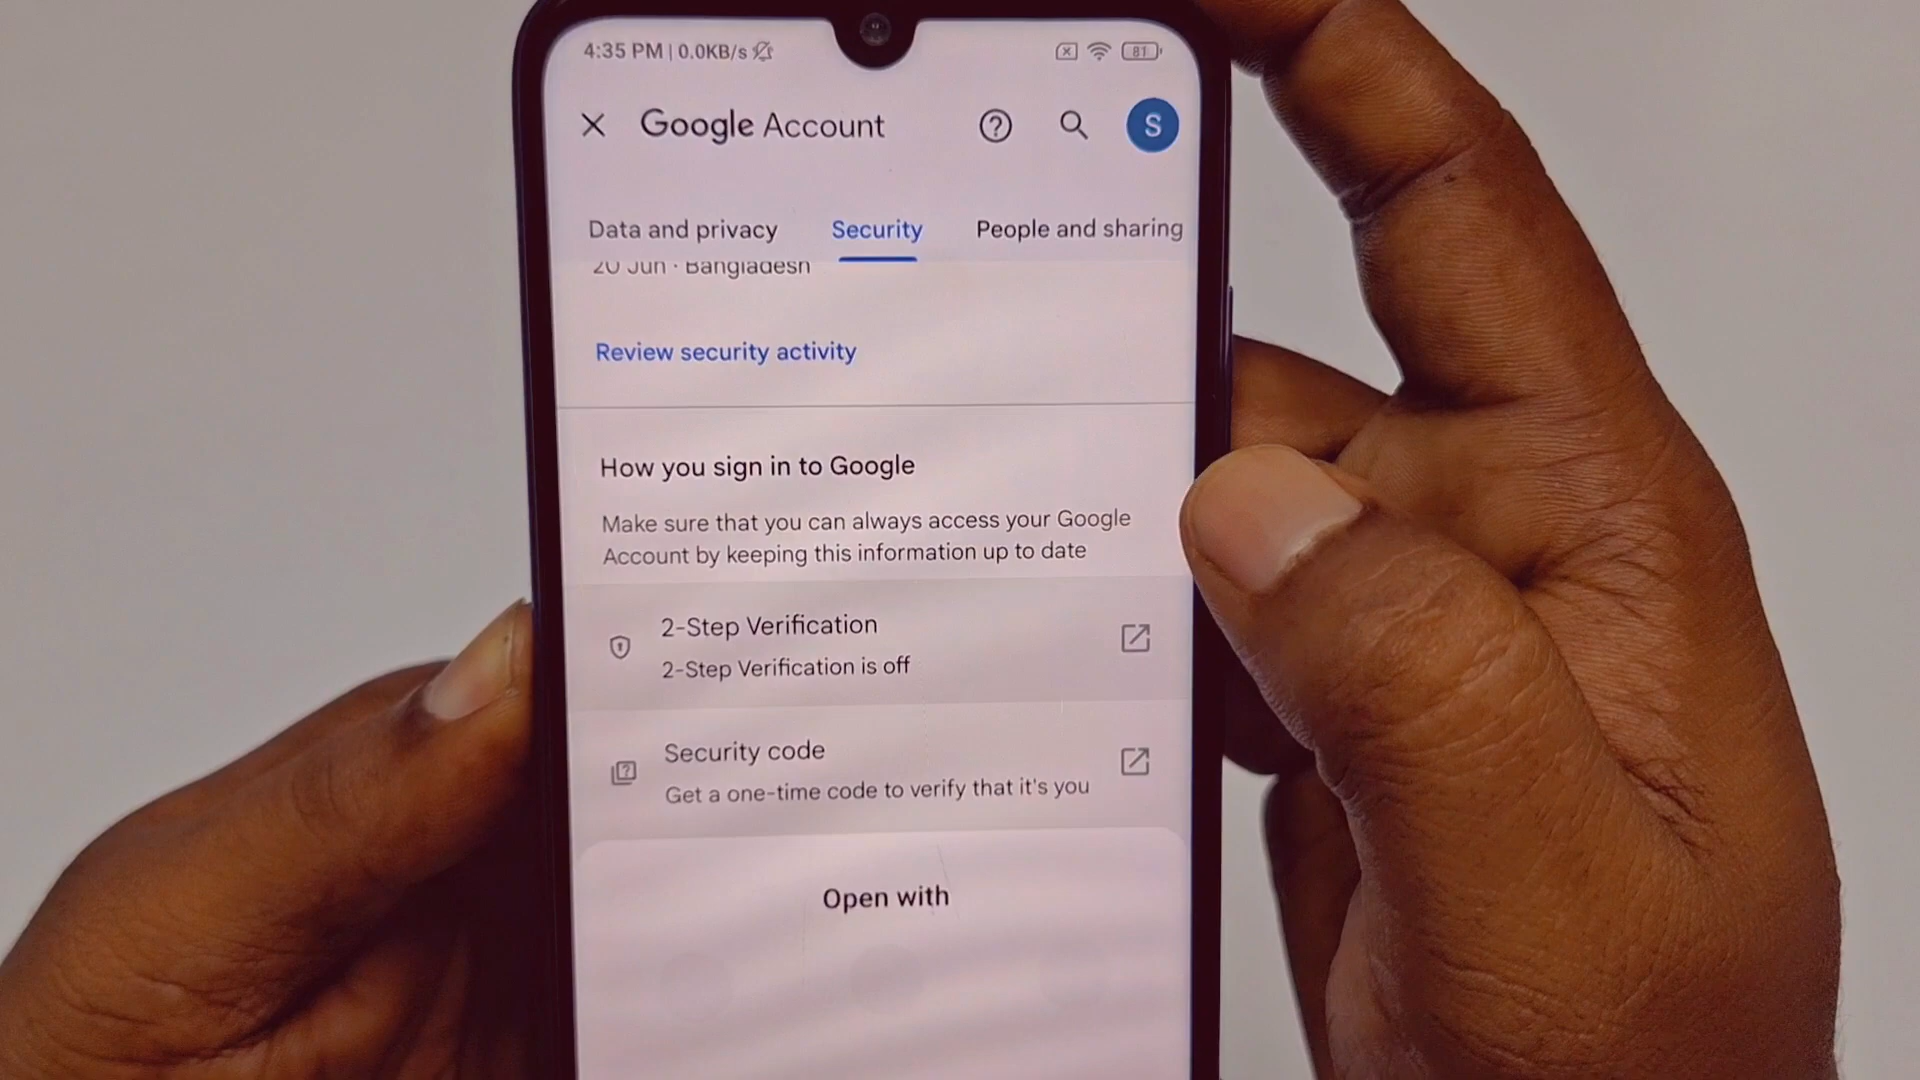 4:35 PM | 0.0KB/s
81
Google Account
S
Data and privacy
Security
People and sharing
20 Jun · Bangladesh
Review security activity
How you sign in to Google
Make sure that you can always access your Google
Account by keeping this information up to date
2-Step Verification
2-Step Verification is off
Security code
Get a one-time code to verify that it's you
Open with